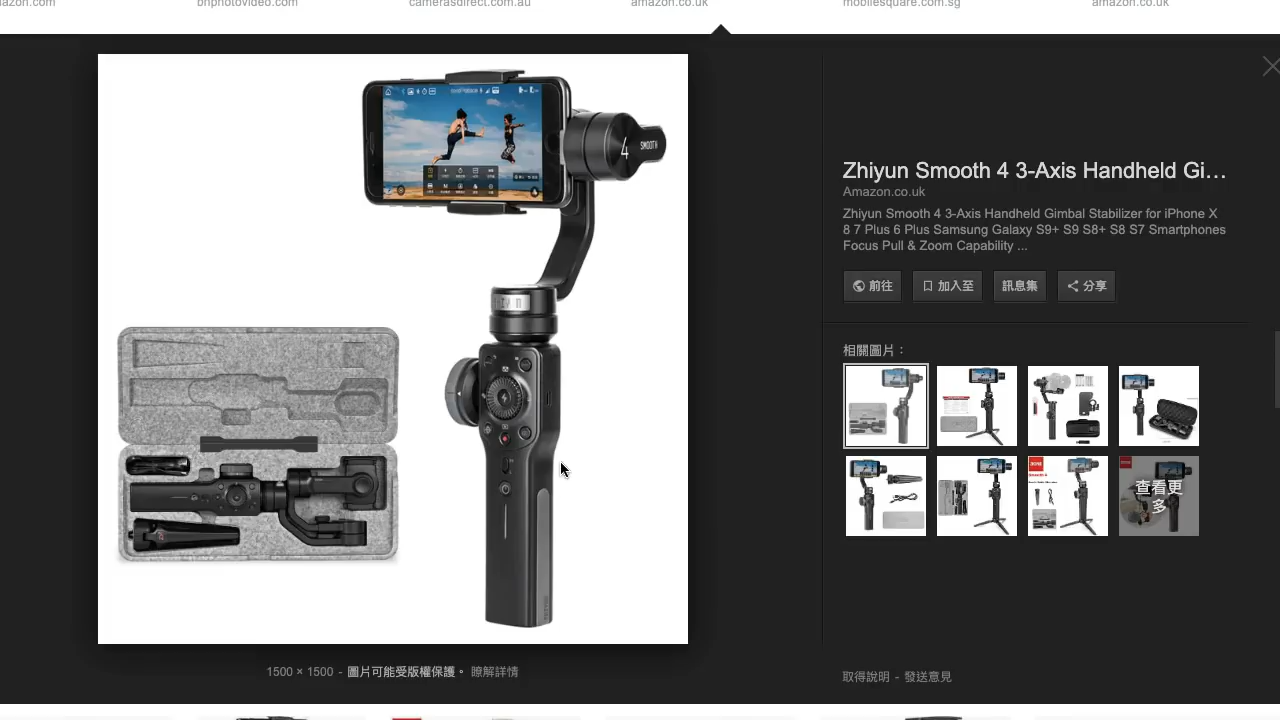 azon.com
bhphotovideo.com
camerasdirect.com.au
amazon.co.uk
mobilesquare.com.sg
amazon.co.uk
4 SMOOTH
Zhiyun Smooth 4 3-Axis Handheld Gi...
Amazon.co.uk
Zhiyun Smooth 4 3-Axis Handheld Gimbal Stabilizer for iPhone X
8 7 Plus 6 Plus Samsung Galaxy S9+ S9 S8+ S8 S7 Smartphones
Focus Pull & Zoom Capability ...
前往
加入至
訊息集
分享
相關圖片：
查看更
多
1500 × 1500 - 圖片可能受版權保護。 瞭解詳情
取得說明 - 發送意見